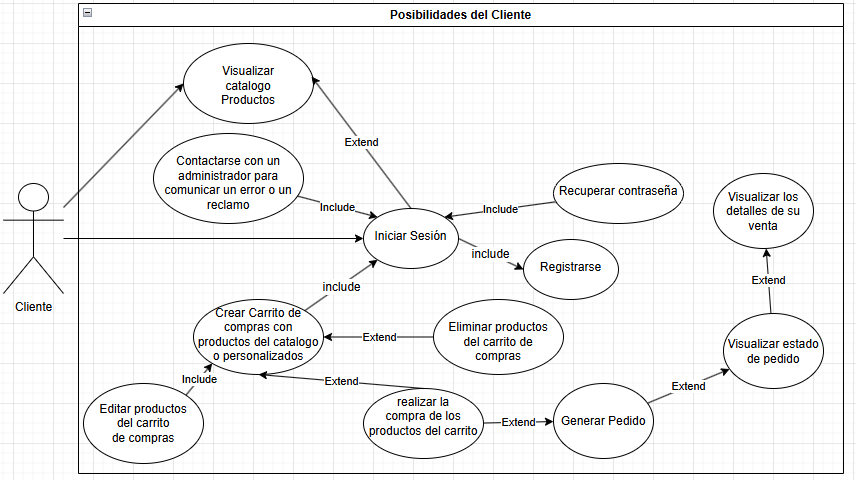 Posibilidades del Cliente
Visualizar
catalogo
Productos
Extend
Contactarse con un
administrador para
comunicar un error o un
reclamo
Include
Include
Recuperar contraseña
Visualizar los
detalles de su
venta
Iniciar Sesión
include
Registrarse
Cliente
include
Extend
Crear Carrito de
compras con
productos del catalogo
o personalizados
Extend
Eliminar productos
del carrito de
compras
Visualizar estado
de pedido
Include
Extend
Extend
Editar productos
del carrito
de compras
realizar la
compra de los
productos del carrito
Extend
Generar Pedido